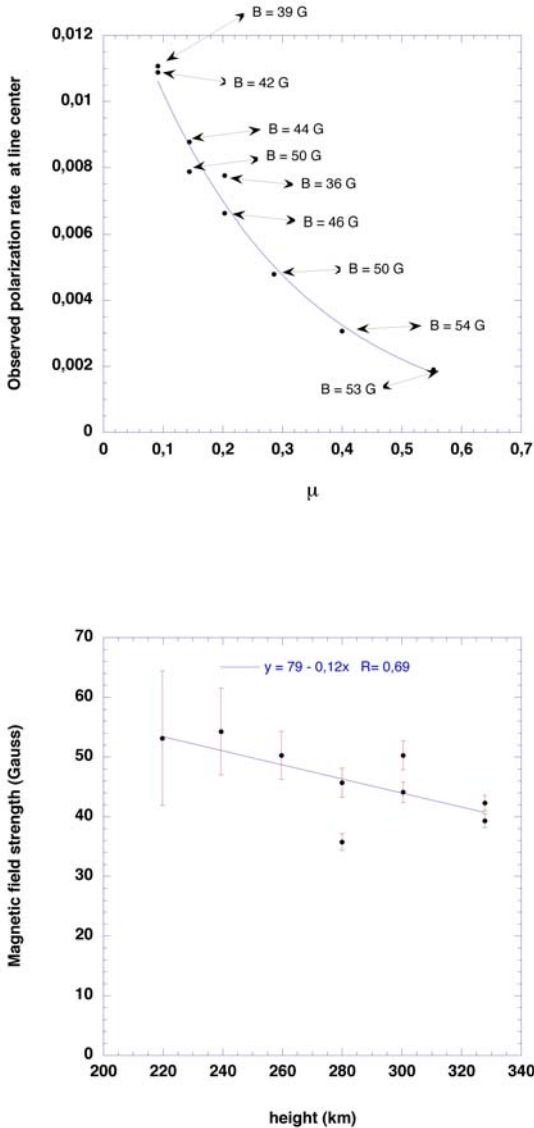 B = 39 G
0,012
B = 42 G
0,01
B = 44 G
B = 50 G
0,008
B = 36 G
0,006
B = 46 G
B = 50 G
0,004
B = 54 G
0,002
B = 53 G
0
0 0,1 0,2 0,3 0,4 0,5 0,6 0,7
Observed polarization rate at line center
μ
70
y = 79 - 0,12x R= 0,69
60
50
40
30
20
10
0
200 220 240 260 280 300 320 340
Magnetic field strength (Gauss)
height (km)